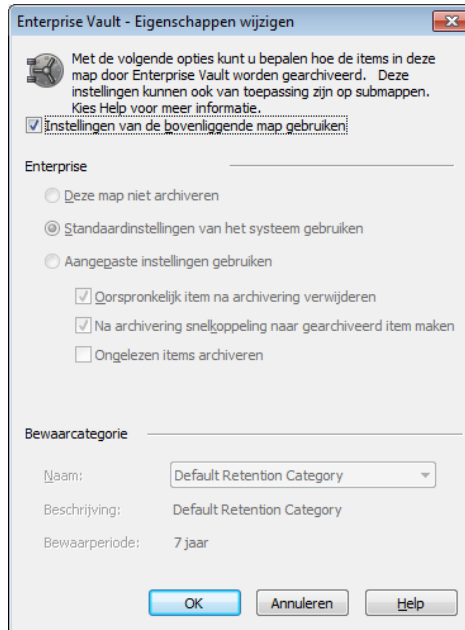 Enterprise Vault - Eigenschappen wijzigen
Met de volgende opties kunt u bepalen hoe de items in deze
map door Enterprise Vault worden gearchiveerd. Deze
instellingen kunnen ook van toepassing zijn op submappen.
Kies Help voor meer informatie.
Instellingen van de bovenliggende map gebruiken
Enterprise
Deze map niet archiveren
Standaardinstellingen van het systeem gebruiken
Aangepaste instellingen gebruiken
Oorspronkelijk item na archivering verwijderen
Na archivering snelkoppeling naar gearchiveerd item maken
Ongelezen items archiveren
Bewaarcategorie
Naam: Default Retention Category
Beschrijving: Default Retention Category
Bewaarperiode: 7 jaar
OK Annuleren Help